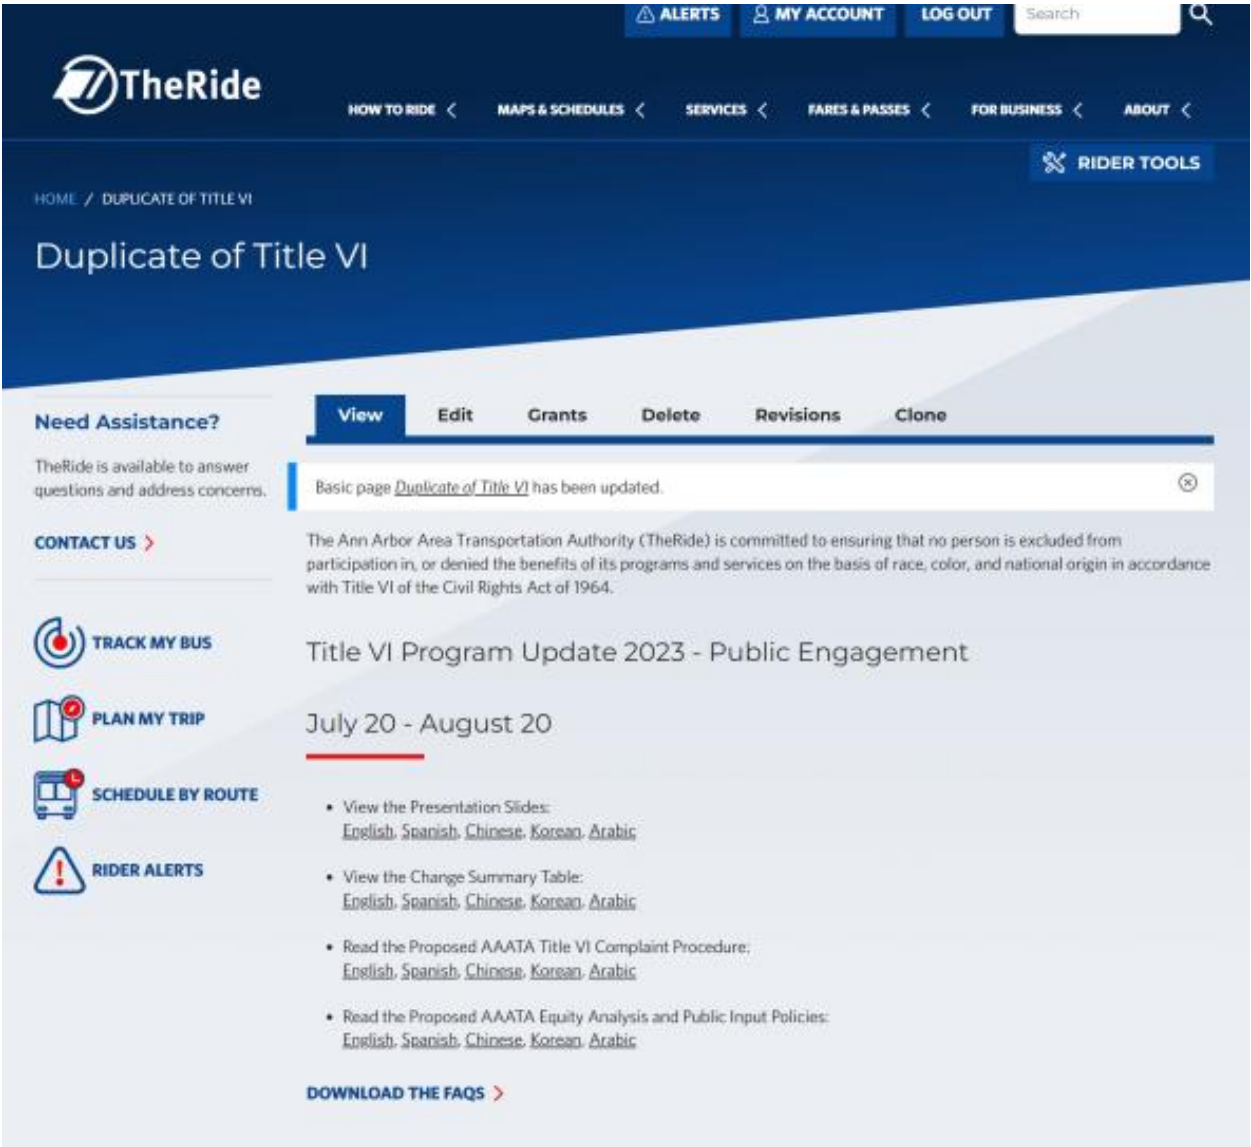 ALERTS
MY ACCOUNT
LOG OUT
Search
TheRide
HOW TO RIDE
MAPS & SCHEDULES
SERVICES
FARES & PASSES
FOR BUSINESS
ABOUT
RIDER TOOLS
HOME / DUPLICATE OF TITLE VI
Duplicate of Title VI
Need Assistance?
TheRide is available to answer
questions and address concerns.
CONTACT US
TRACK MY BUS
PLAN MY TRIP
SCHEDULE BY ROUTE
RIDER ALERTS
View Edit Grants Delete Revisions Clone
Basic page Duplicate of Title VI has been updated.
The Ann Arbor Area Transportation Authority (TheRide) is committed to ensuring that no person is excluded from
participation in, or denied the benefits of its programs and services on the basis of race, color, and national origin in accordance
with Title VI of the Civil Rights Act of 1964.
Title VI Program Update 2023 - Public Engagement
July 20 - August 20
• View the Presentation Slides:
English, Spanish, Chinese, Korean, Arabic
• View the Change Summary Table:
English, Spanish, Chinese, Korean, Arabic
• Read the Proposed AAATA Title VI Complaint Procedure:
English, Spanish, Chinese, Korean, Arabic
• Read the Proposed AAATA Equity Analysis and Public Input Policies:
English, Spanish, Chinese, Korean, Arabic
DOWNLOAD THE FAQS